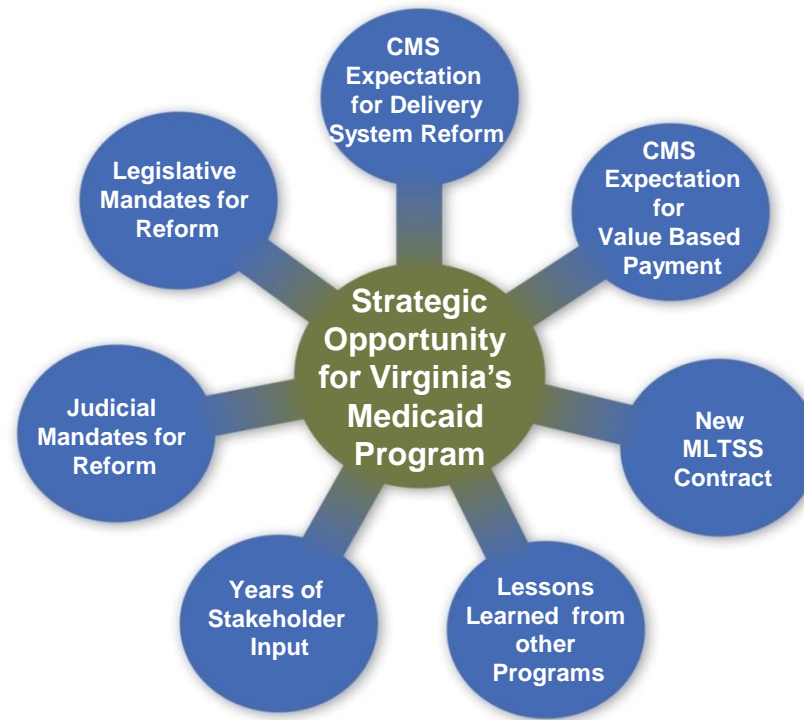 CMS
Expectation
for Delivery
System Reform
CMS
Expectation
for
Value Based
Payment
New
MLTSS
Contract
Lessons
Learned from
other
Programs
Years of
Stakeholder
Input
Judicial
Mandates for
Reform
Legislative
Mandates for
Reform
Strategic
Opportunity
for Virginia’s
Medicaid
Program